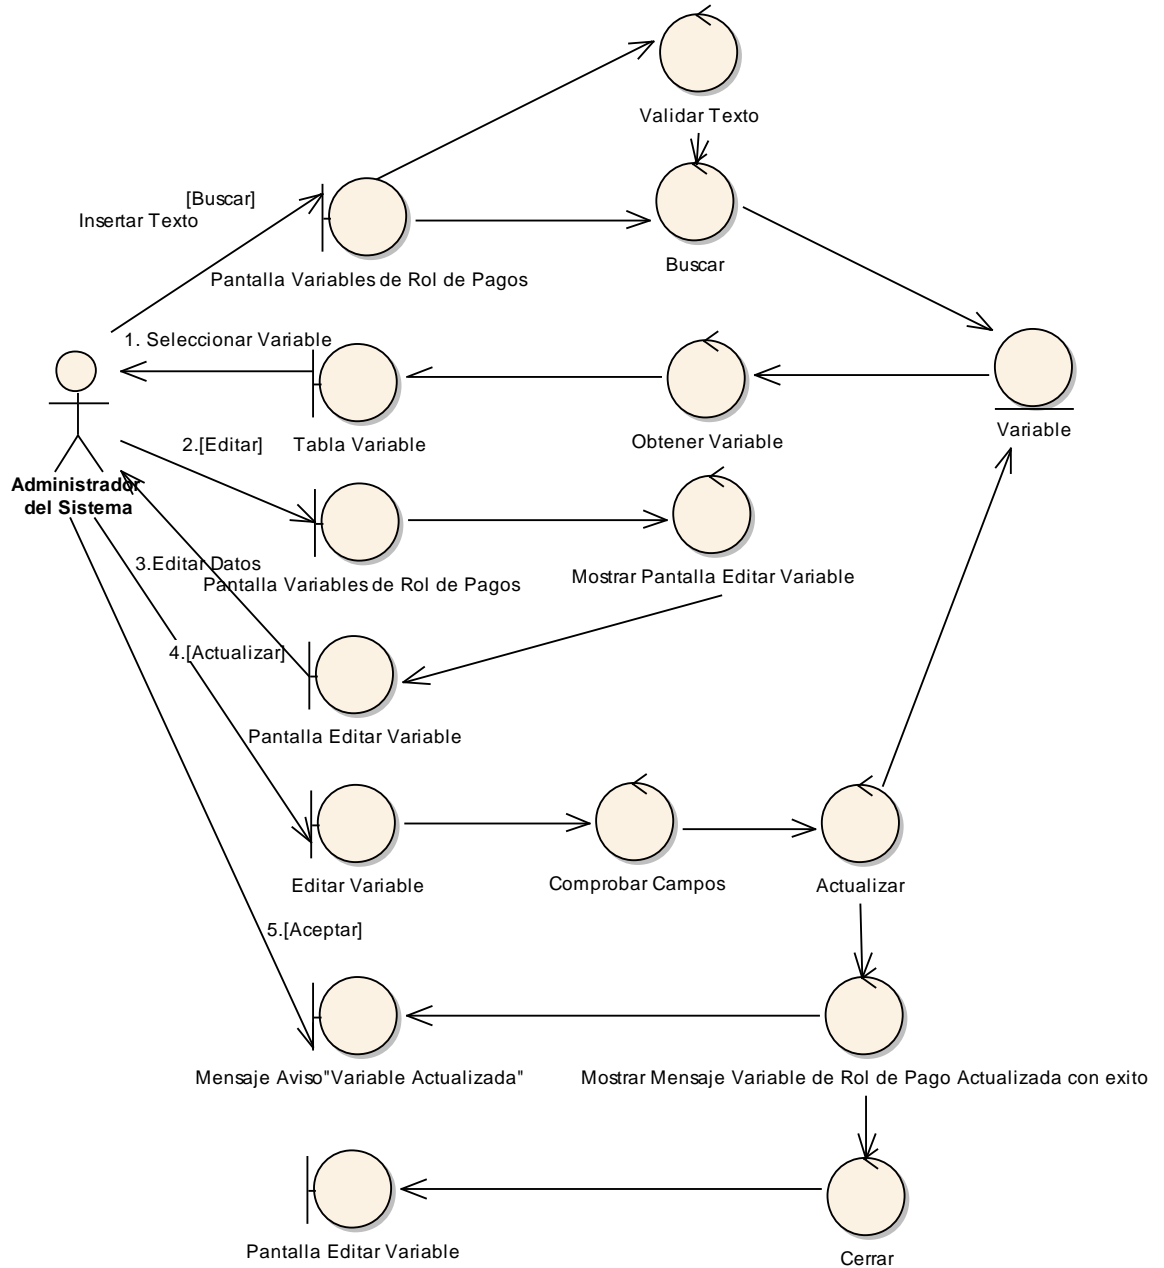 Validar Texto
[Buscar]
Insertar Texto
Buscar
Pantalla Variables de Rol de Pagos
1. Seleccionar Variable
Variable
Obtener Variable
Tabla Variable
2.[Editar]
Administrador
del Sistema
3.Editar Datos
Mostrar Pantalla Editar Variable
Pantalla Variables de Rol de Pagos
4.[Actualizar]
Pantalla Editar Variable
Editar Variable
Comprobar Campos
Actualizar
5.[Aceptar]
Mensaje Aviso"Variable Actualizada"
Mostrar Mensaje Variable de Rol de Pago Actualizada con exito
Pantalla Editar Variable
Cerrar